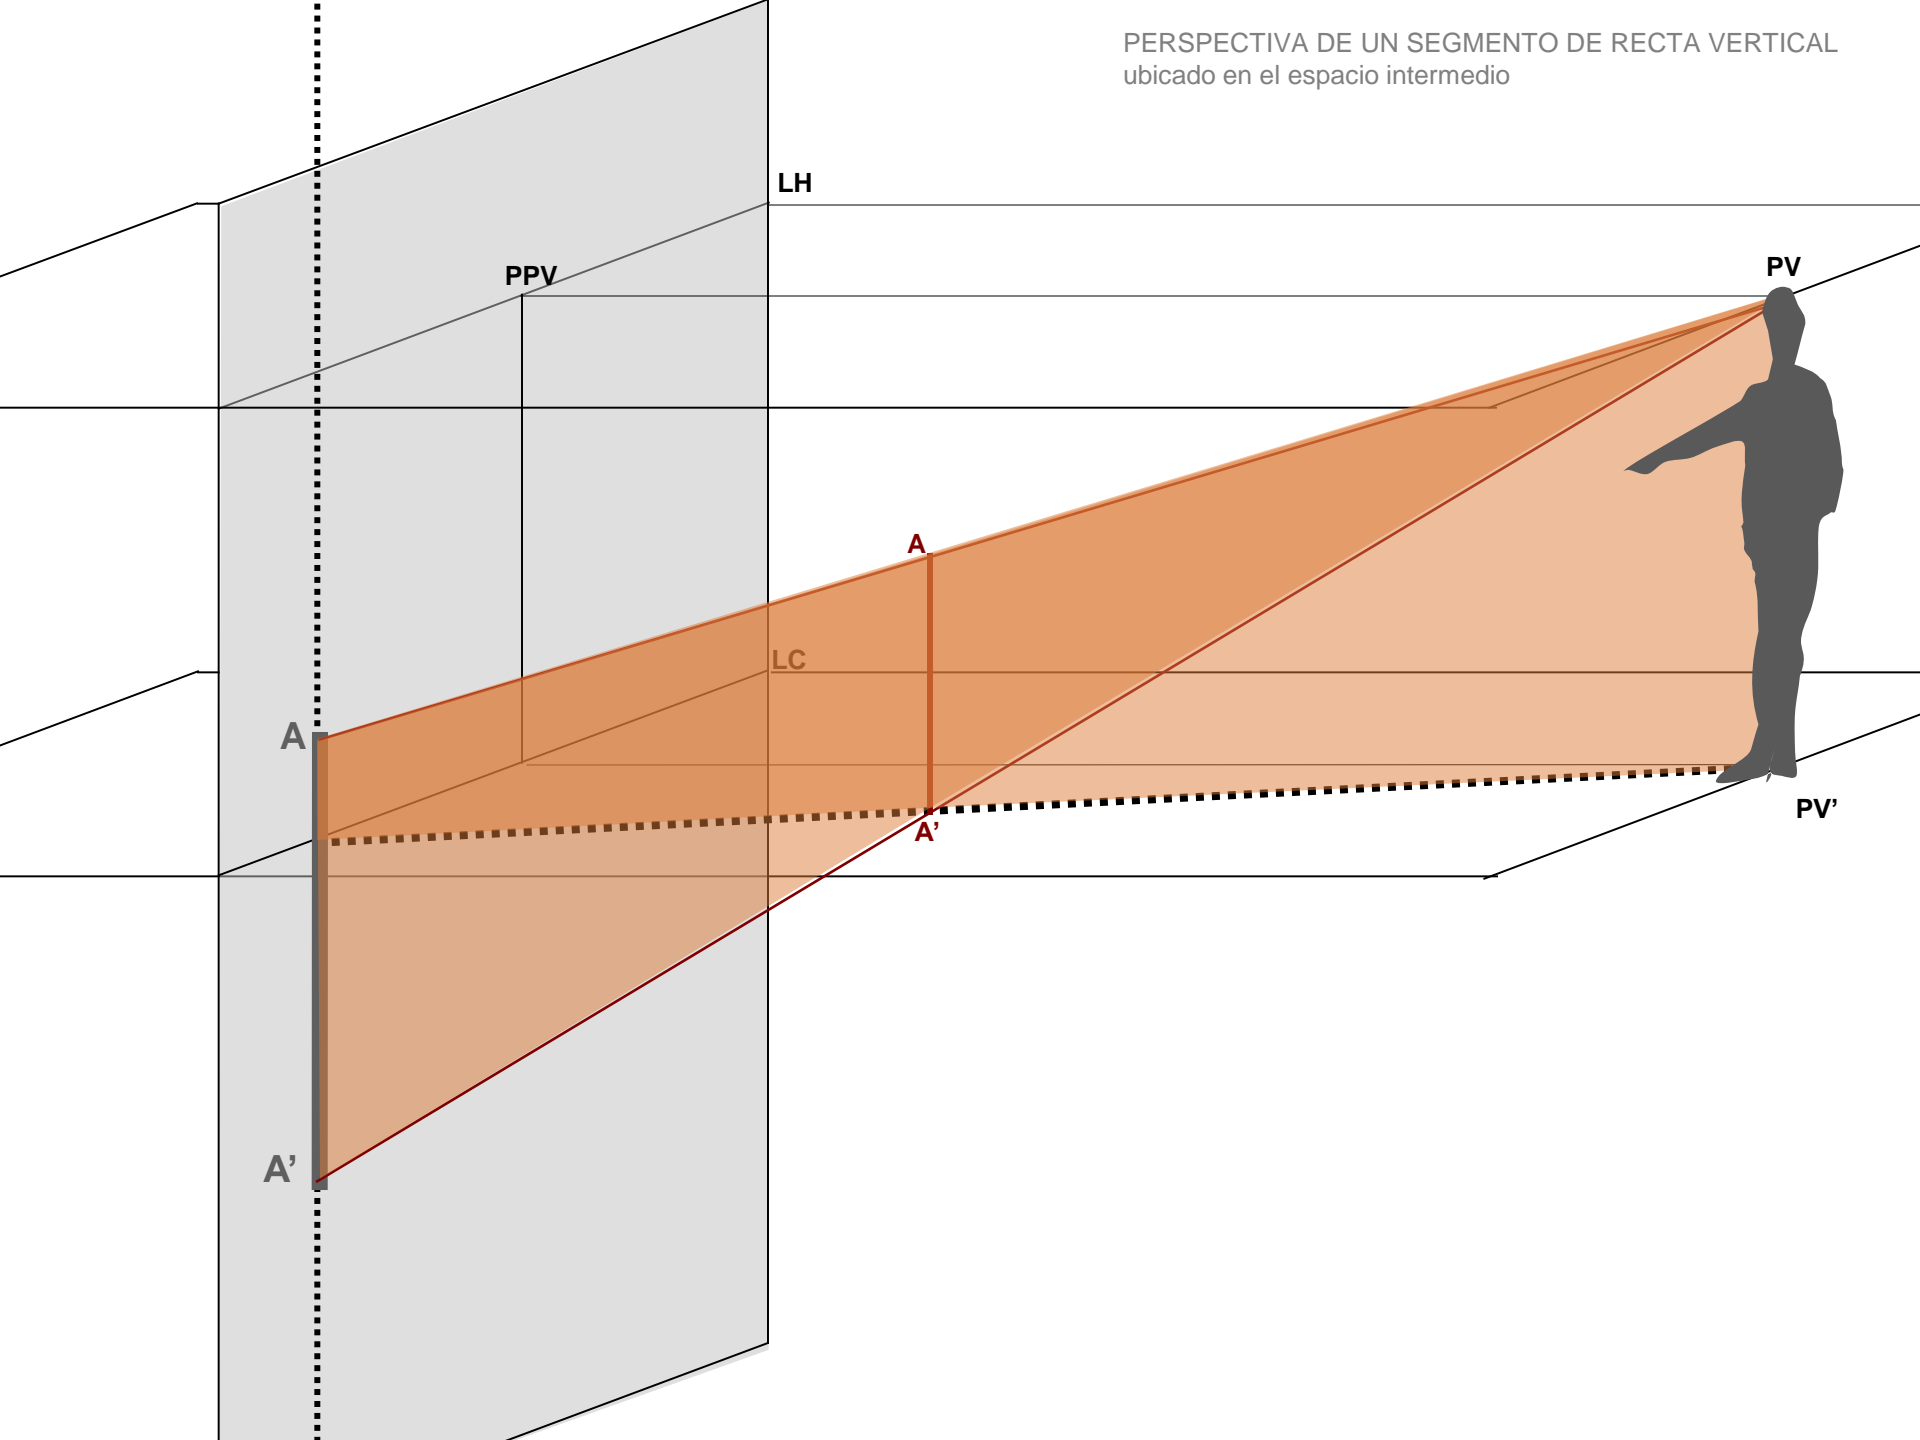 PERSPECTIVA DE UN SEGMENTO DE RECTA VERTICAL
ubicado en el espacio intermedio
LH
PPV
PV
A
LC
A
A’
PV’
A’